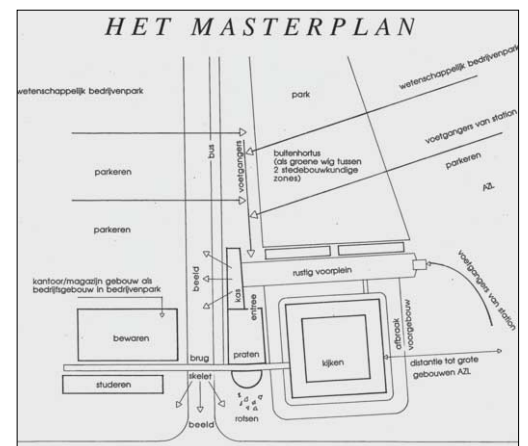 HET MASTERPLAN
wetenschappelijk bedrijvenpark
park
wetenschappelijk bedrijvenpark
bus
voetgangers
buitenhortus
(als groene wig tussen
2 stedebouwkundige
zones)
voetgangers van station
parkeren
parkeren
AZL
parkeren
beeld
kas
entree
rustig voorplein
voetgangers van station
kantoor/magazijn gebouw als
bedrijfsgebouw in bedrijvenpark
afbraak
voorgebouw
bewaren
praten
kijken
distantie tot grote
gebouwen AZL
brug
skelet
studeren
rotsen
beeld